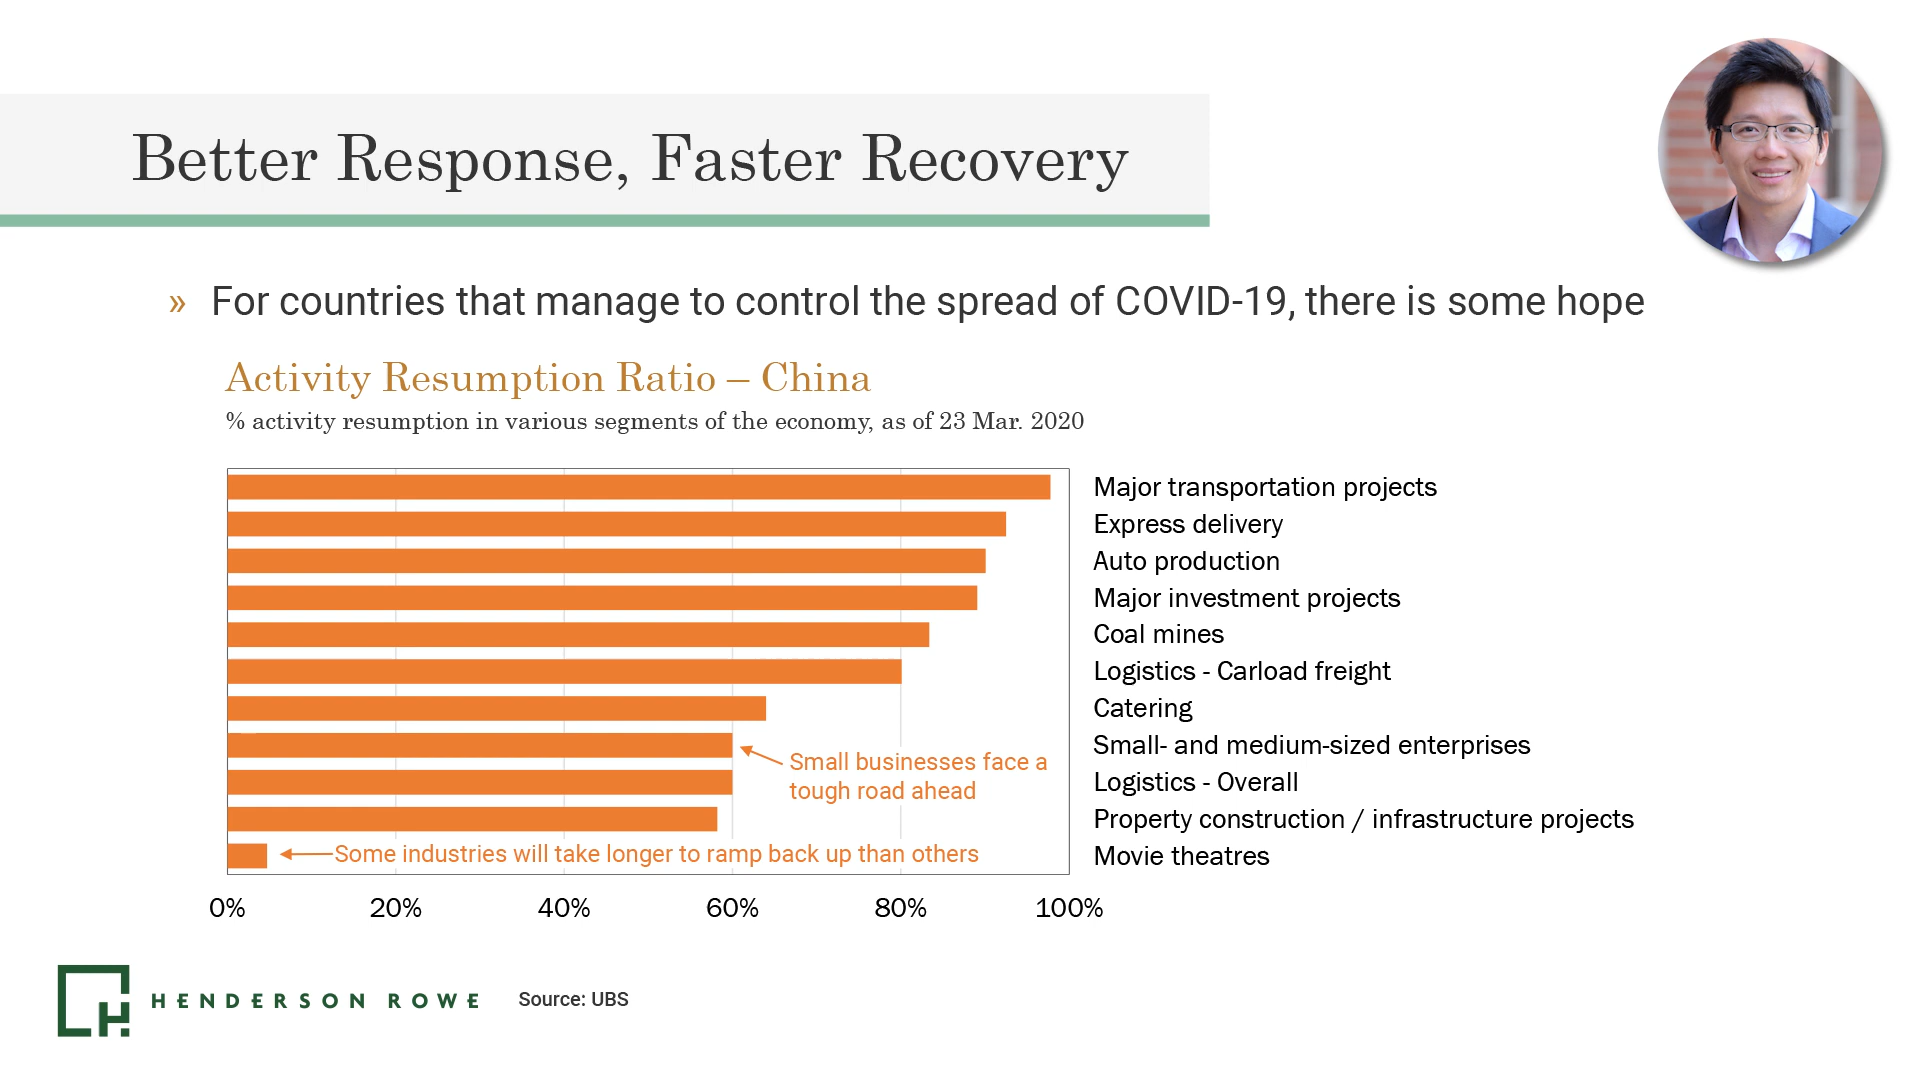 Better Response, Faster Recovery
» For countries that manage to control the spread of COVID-19, there is some hope
Activity Resumption Ratio – China
% activity resumption in various segments of the economy, as of 23 Mar. 2020
Major transportation projects
Express delivery
Auto production
Major investment projects
Coal mines
Logistics - Carload freight
Catering
Small- and medium-sized enterprises
Small businesses face a
tough road ahead
Logistics - Overall
Property construction / infrastructure projects
Some industries will take longer to ramp back up than others
Movie theatres
0% 20% 40% 60% 80% 100%
HENDERSON ROWE
Source: UBS